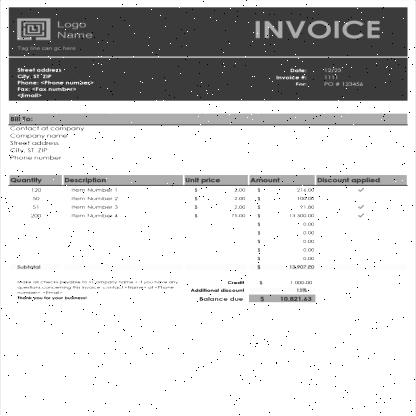 Logo
Name
INVOICE
Tag line can go here
Street address
City, ST ZIP
Phone: <Phone number>
Fax: <Fax number>
<Email>
Date: 12/25
Invoice #: 1111
For: PO # 123456
Bill To:
Contact at company
Company name
Street address
City, ST ZIP
Phone number
Quantity Description Unit price Amount Discount applied
120 Item Number 1 $ 2.00 $ 216.00 ✓
50 Item Number 2 $ 2.00 $ 100.00
51 Item Number 3 $ 2.00 $ 91.80 ✓
200 Item Number 4 $ 75.00 $ 13,500.00 ✓
$ 0.00
$ 0.00
$ 0.00
$ 0.00
$ 0.00
Subtotal $ 13,907.80
Make all checks payable to <Company name>. If you have any
questions concerning this invoice, contact <Name> at <Phone
number>, <Email>
Thank you for your business!
Credit $ 1,000.00
Additional discount 15%
Balance due $ 10,821.63